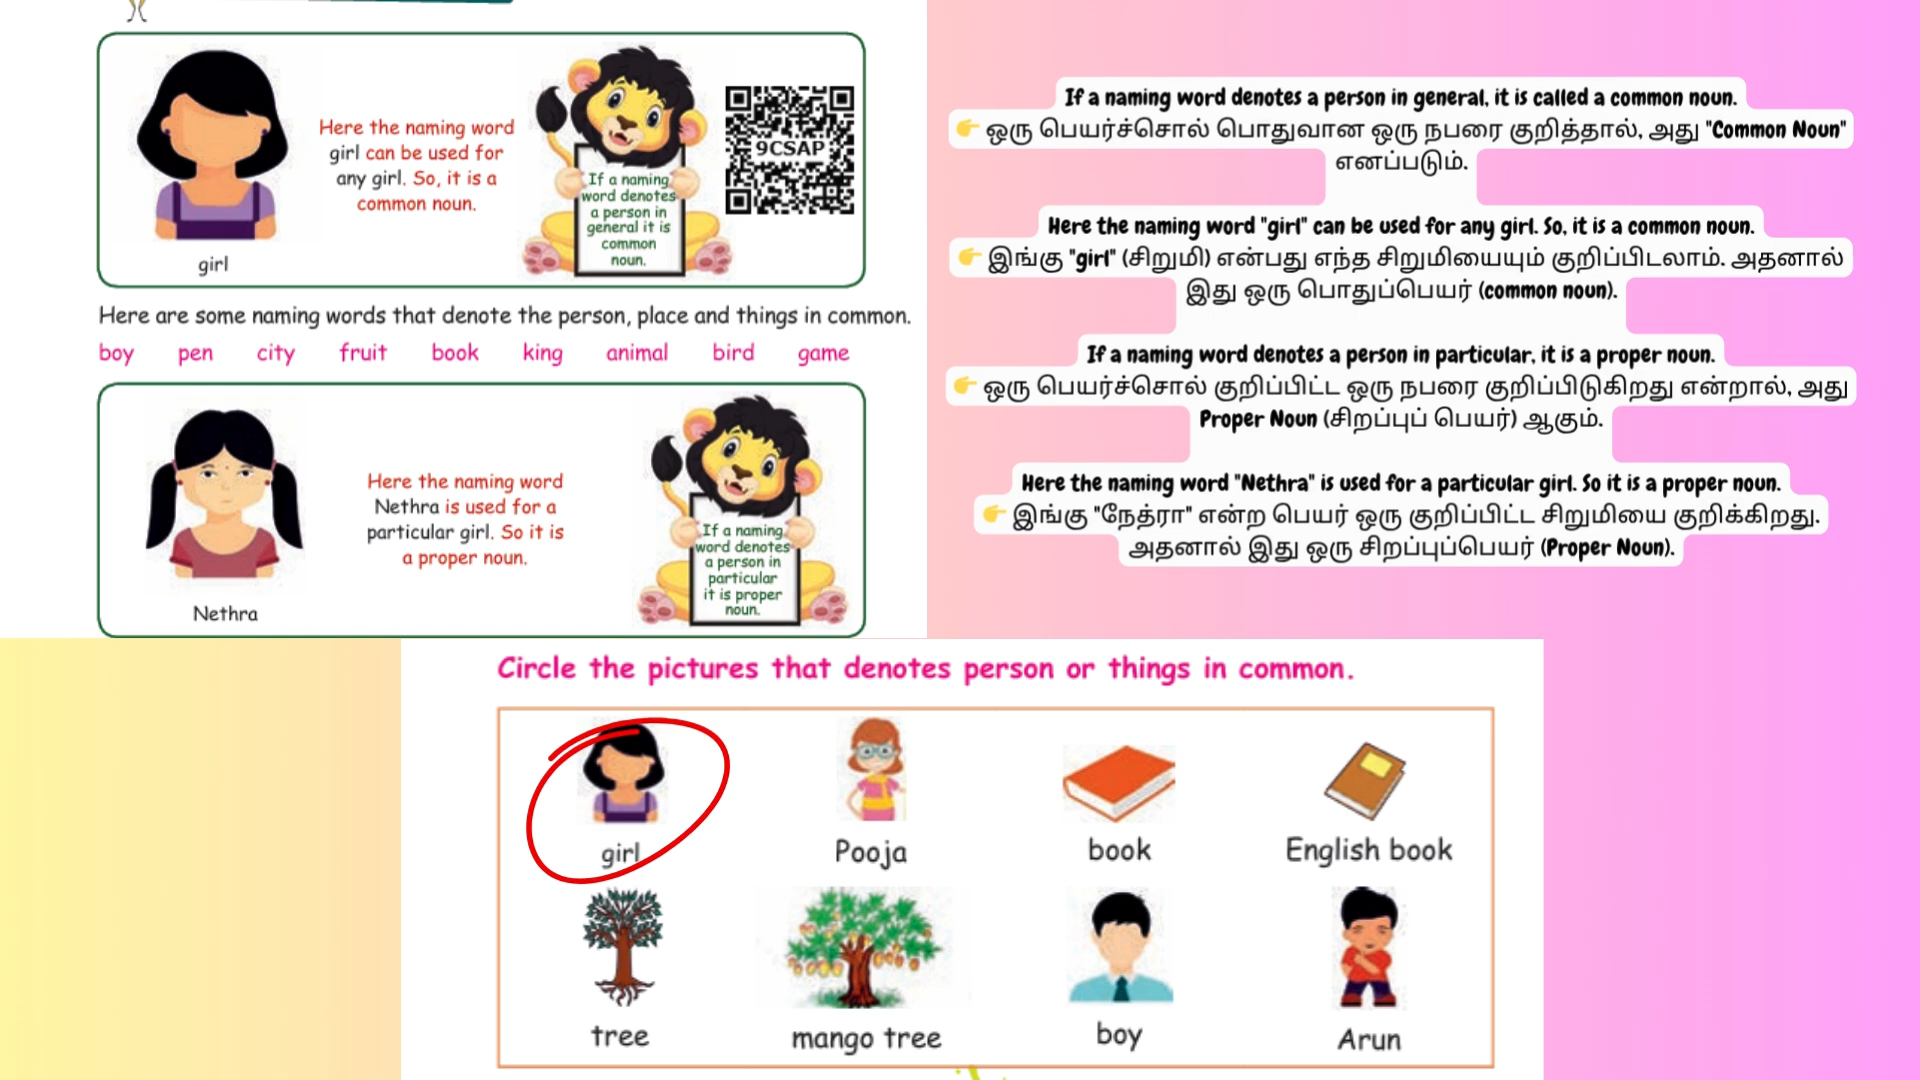 Here the naming word
girl can be used for
any girl. So, it is a
common noun.
girl
If a naming
word denotes
a person in
general it is
common
noun.
9CSAP
Here are some naming words that denote the person, place and things in common.
boy pen city fruit book king animal bird game
Here the naming word
Nethra is used for a
particular girl. So it is
a proper noun.
Nethra
If a naming
word denotes
a person in
particular
it is proper
noun.
If a naming word denotes a person in general, it is called a common noun.
👉 ஒரு பெயர்ச்சொல் பொதுவான ஒரு நபரை குறித்தால், அது "Common Noun"
எனப்படும்.
Here the naming word "girl" can be used for any girl. So, it is a common noun.
👉 இங்கு "girl" (சிறுமி) என்பது எந்த சிறுமியையும் குறிப்பிடலாம். அதனால்
இது ஒரு பொதுப்பெயர் (common noun).
If a naming word denotes a person in particular, it is a proper noun.
👉 ஒரு பெயர்ச்சொல் குறிப்பிட்ட ஒரு நபரை குறிப்பிடுகிறது என்றால், அது
Proper Noun (சிறப்புப் பெயர்) ஆகும்.
Here the naming word "Nethra" is used for a particular girl. So it is a proper noun.
👉 இங்கு "நேத்ரா" என்ற பெயர் ஒரு குறிப்பிட்ட சிறுமியை குறிக்கிறது.
அதனால் இது ஒரு சிறப்புப்பெயர் (Proper Noun).
Circle the pictures that denotes person or things in common.
girl Pooja book English book
tree mango tree boy Arun